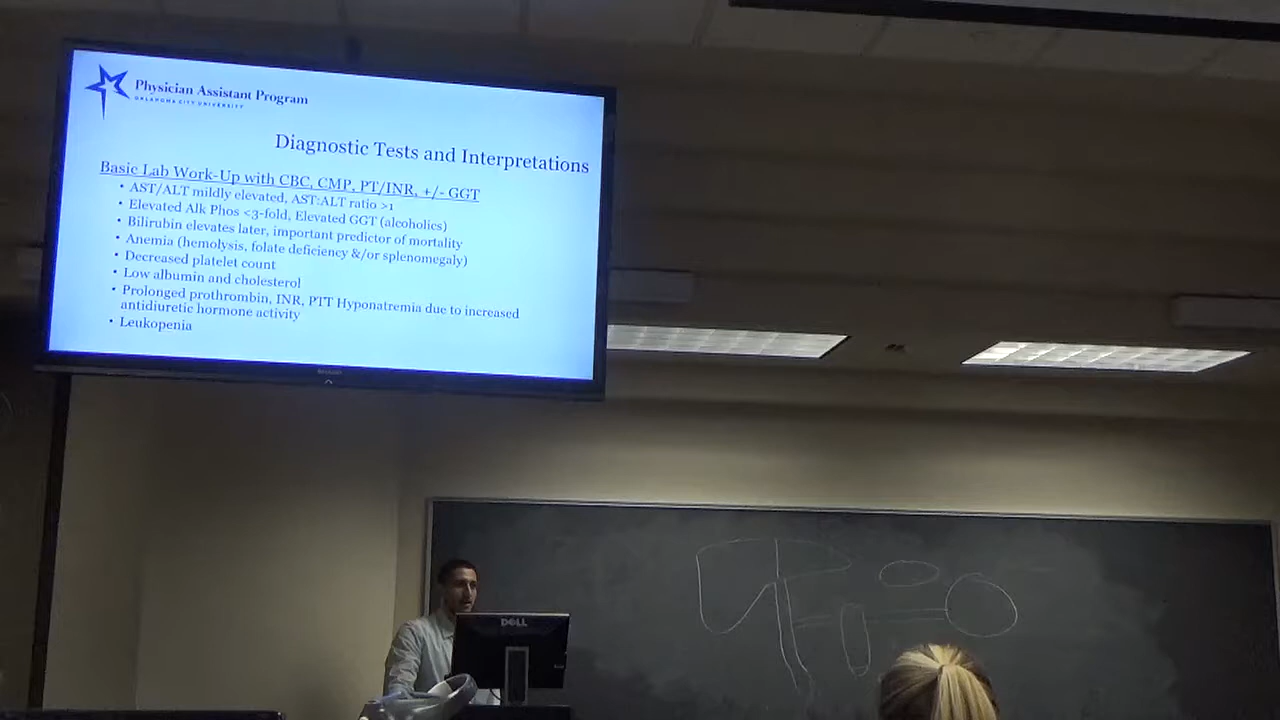 Physician Assistant Program
OKLAHOMA CITY UNIVERSITY
Diagnostic Tests and Interpretations
Basic Lab Work-Up with CBC, CMP, PT/INR, +/- GGT
• AST/ALT mildly elevated, AST:ALT ratio >1
• Elevated Alk Phos <3-fold, Elevated GGT (alcoholics)
• Bilirubin elevates later, important predictor of mortality
• Anemia (hemolysis, folate deficiency &/or splenomegaly)
• Decreased platelet count
• Low albumin and cholesterol
• Prolonged prothrombin, INR, PTT Hyponatremia due to increased
antidiuretic hormone activity
• Leukopenia
DELL